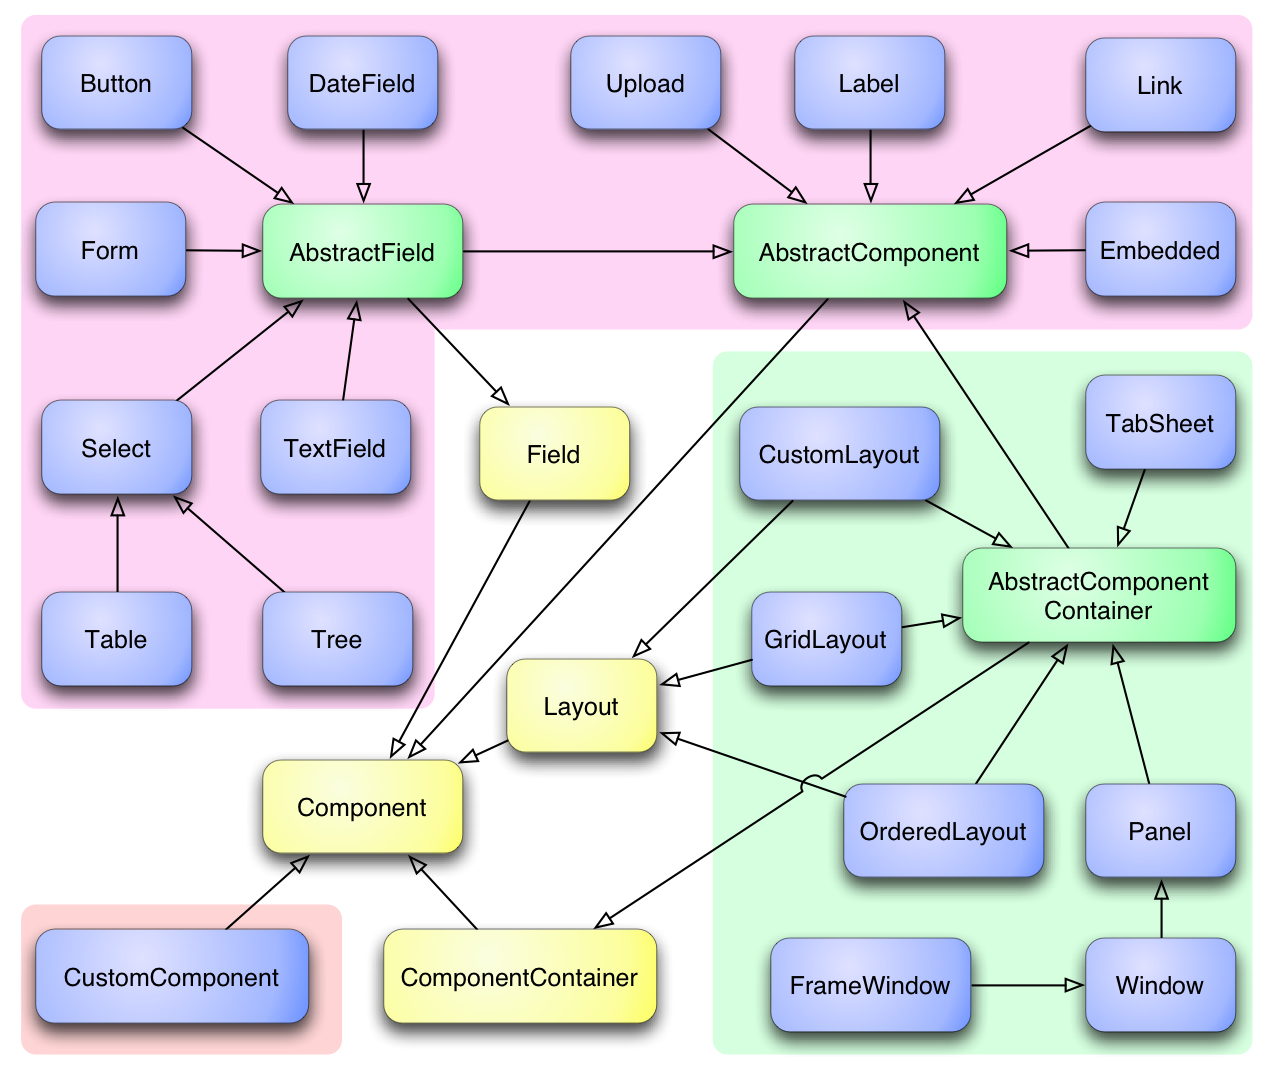 Button
DateField
Upload
Label
Link
Form
AbstractField
AbstractComponent
Embedded
Select
TextField
Field
CustomLayout
TabSheet
AbstractComponent
Container
Table
Tree
GridLayout
Layout
Component
OrderedLayout
Panel
CustomComponent
ComponentContainer
FrameWindow
Window